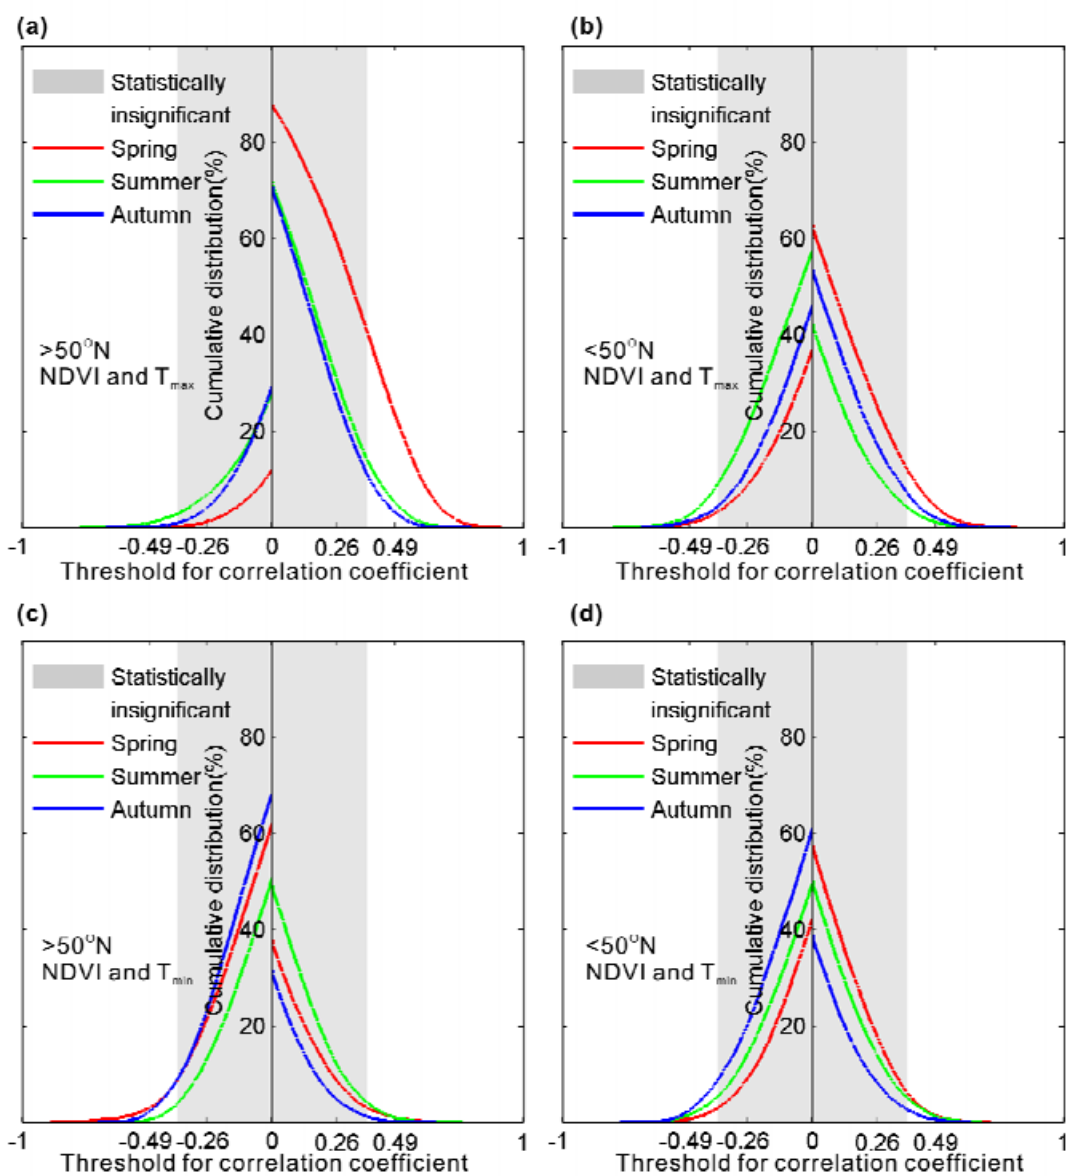 (a)
Statistically
insignificant
Spring
Summer
Autumn
Cumulative distribution(%)
80
60
40
20
>50°N
NDVI and Tmax
-1
-0.49
-0.26
0
0.26
0.49
1
Threshold for correlation coefficient
(b)
Statistically
insignificant
Spring
Summer
Autumn
Cumulative distribution(%)
80
60
40
20
<50°N
NDVI and Tmax
-1
-0.49
-0.26
0
0.26
0.49
1
Threshold for correlation coefficient
(c)
Statistically
insignificant
Spring
Summer
Autumn
Cumulative distribution(%)
80
60
40
20
>50°N
NDVI and Tmin
-1
-0.49
-0.26
0
0.26
0.49
1
Threshold for correlation coefficient
(d)
Statistically
insignificant
Spring
Summer
Autumn
Cumulative distribution(%)
80
60
40
20
<50°N
NDVI and Tmin
-1
-0.49
-0.26
0
0.26
0.49
1
Threshold for correlation coefficient